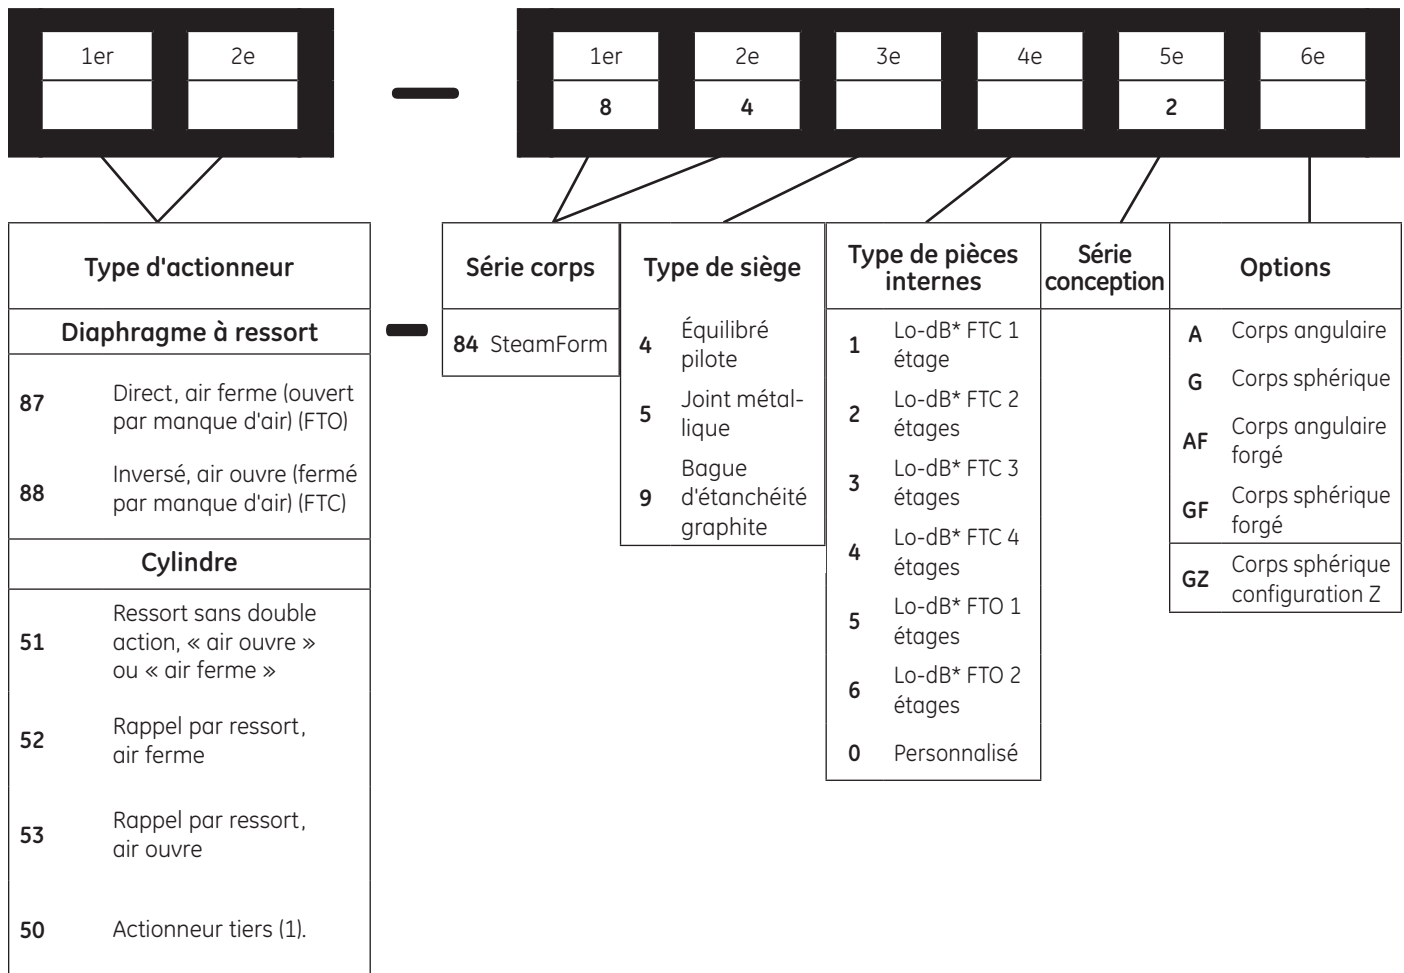 1er 2e
1er 2e 3e 4e 5e 6e
8 4 2
Type d'actionneur
Diaphragme à ressort
87 Direct, air ferme (ouvert
par manque d'air) (FTO)
88 Inversé, air ouvre (fermé
par manque d'air) (FTC)
Cylindre
51 Ressort sans double
action, « air ouvre »
ou « air ferme »
52 Rappel par ressort,
air ferme
53 Rappel par ressort,
air ouvre
50 Actionneur tiers (1).
Série corps
84 SteamForm
Type de siège
4 Équilibré
pilote
5 Joint métal-
lique
9 Bague
d'étanchéité
graphite
Type de pièces
internes
1 Lo-dB* FTC 1
étage
2 Lo-dB* FTC 2
étages
3 Lo-dB* FTC 3
étages
4 Lo-dB* FTC 4
étages
5 Lo-dB* FTO 1
étages
6 Lo-dB* FTO 2
étages
0 Personnalisé
Série
conception
Options
A Corps angulaire
G Corps sphérique
AF Corps angulaire
forgé
GF Corps sphérique
forgé
GZ Corps sphérique
configuration Z